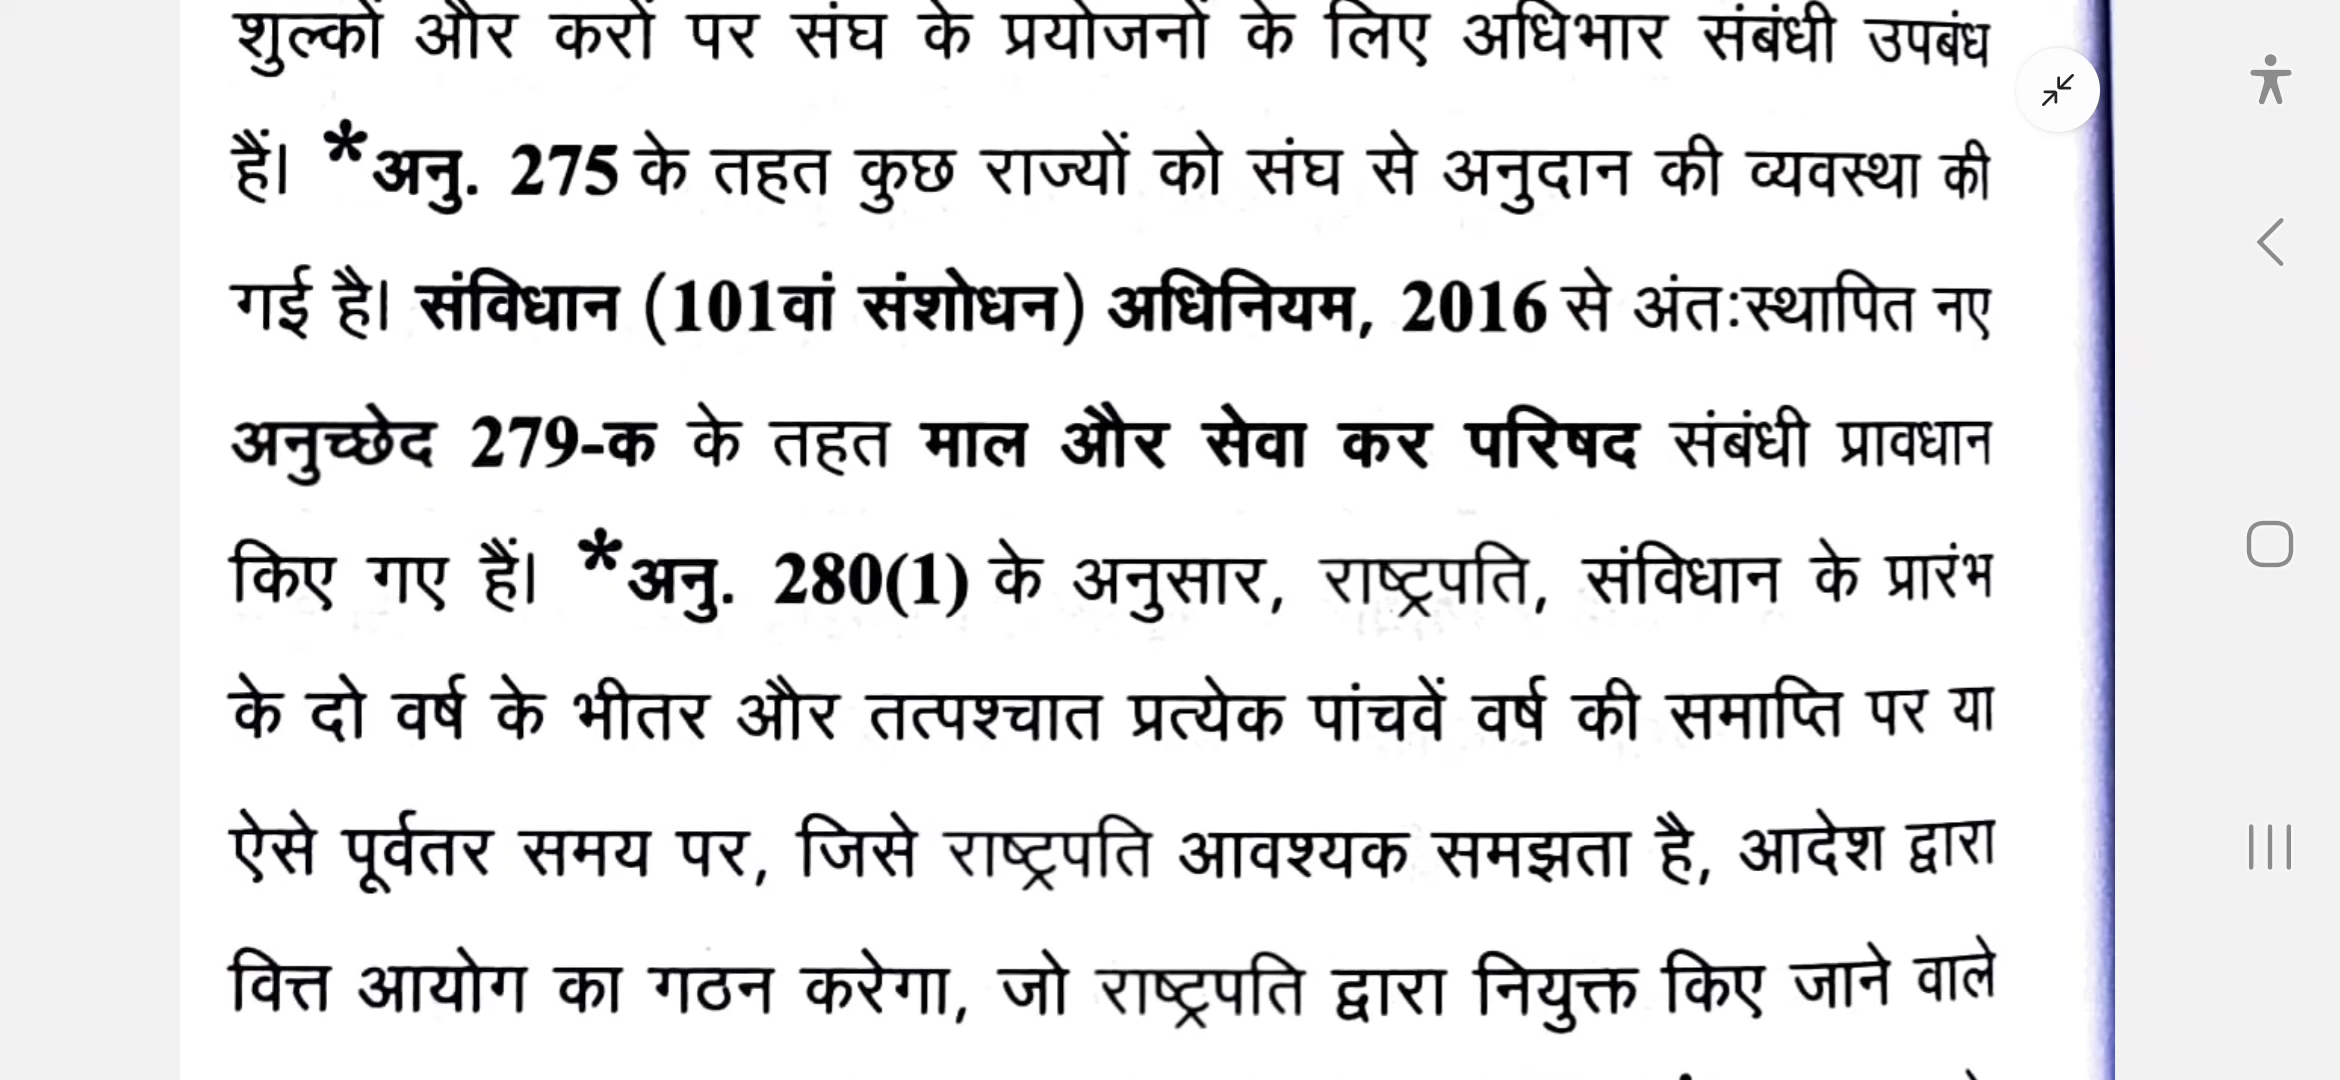 शुल्कों और करों पर संघ के प्रयोजनों के लिए अधिभार संबंधी उपबंध
हैं। *अनु. 275 के तहत कुछ राज्यों को संघ से अनुदान की व्यवस्था की
गई है। संविधान (101वां संशोधन) अधिनियम, 2016 से अंतःस्थापित नए
अनुच्छेद 279-क के तहत माल और सेवा कर परिषद संबंधी प्रावधान
किए गए हैं। *अनु. 280(1) के अनुसार, राष्ट्रपति, संविधान के प्रारंभ
के दो वर्ष के भीतर और तत्पश्चात प्रत्येक पांचवें वर्ष की समाप्ति पर या
ऐसे पूर्वतर समय पर, जिसे राष्ट्रपति आवश्यक समझता है, आदेश द्वारा
वित्त आयोग का गठन करेगा, जो राष्ट्रपति द्वारा नियुक्त किए जाने वाले